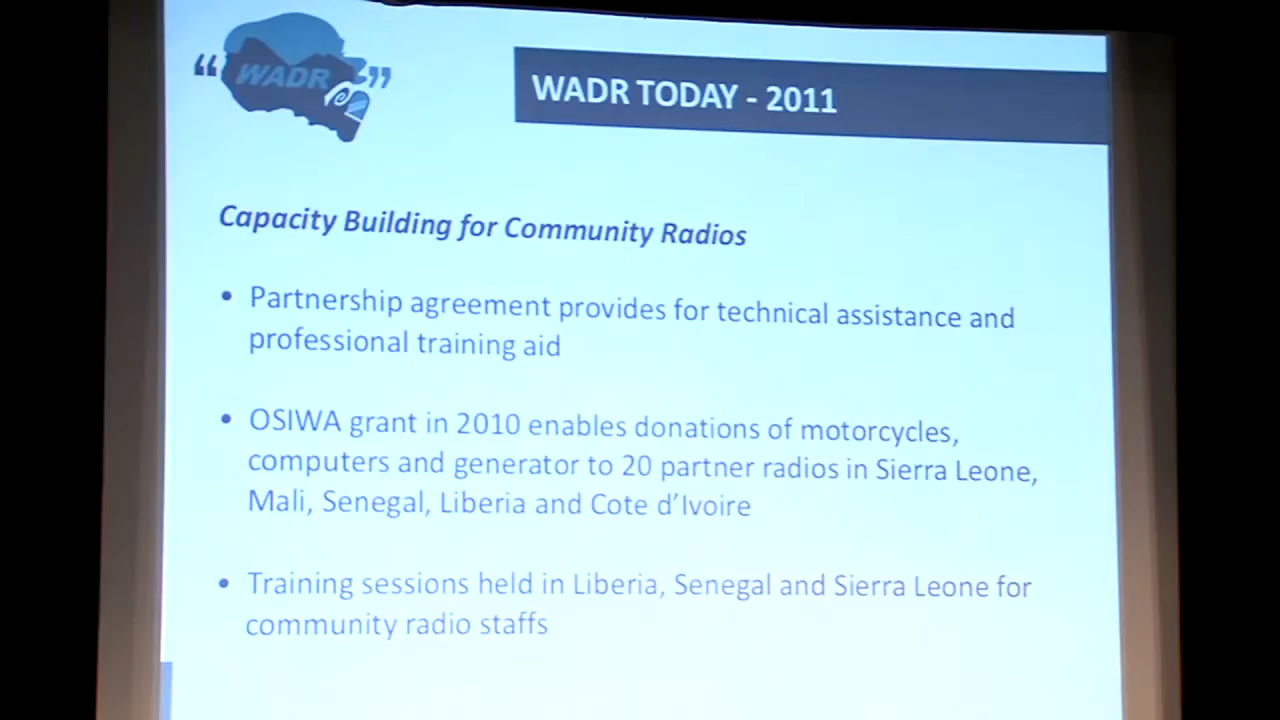 “WADR”
WADR TODAY - 2011
Capacity Building for Community Radios
• Partnership agreement provides for technical assistance and
professional training aid
• OSIWA grant in 2010 enables donations of motorcycles,
computers and generator to 20 partner radios in Sierra Leone,
Mali, Senegal, Liberia and Cote d’Ivoire
• Training sessions held in Liberia, Senegal and Sierra Leone for
community radio staffs